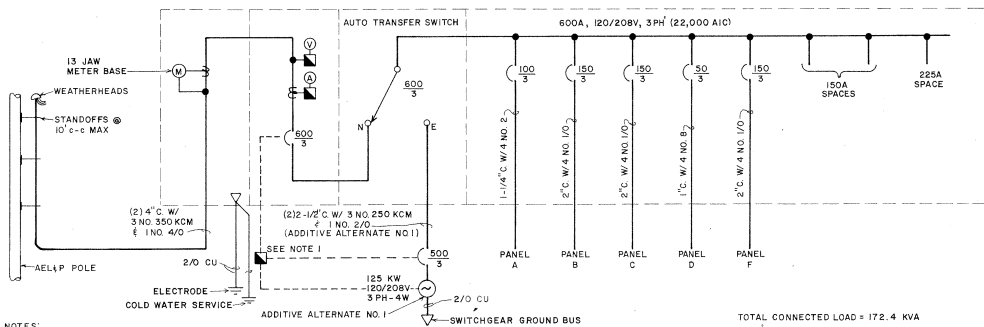 AUTO TRANSFER SWITCH
600A, 120/208V, 3PH (22,000 AIC)
13 JAW
METER BASE
M
V
A
WEATHERHEADS
STANDOFFS @
10' c-c MAX
600
3
N
E
600
3
100
3
150
3
150
3
50
3
150
3
150A
SPACES
225A
SPACE
1-1/4"C. W/4 NO. 2
2"C. W/4 NO. 1/0
2"C. W/4 NO. 1/0
1"C. W/4 NO. 8
2"C. W/4 NO. 1/0
(2) 4"C. W/
3 NO. 350 KCM
& 1 NO. 4/0
(2) 2-1/2"C. W/ 3 NO. 250 KCM
& 1 NO. 2/0
(ADDITIVE ALTERNATE NO. 1)
SEE NOTE 1
500
3
PANEL
A
PANEL
B
PANEL
C
PANEL
D
PANEL
F
AEL&P POLE
2/0 CU
ELECTRODE
COLD WATER SERVICE
125 KW
120/208V
3 PH-4W
ADDITIVE ALTERNATE NO. 1
2/0 CU
SWITCHGEAR GROUND BUS
TOTAL CONNECTED LOAD = 172.4 KVA
NOTES: